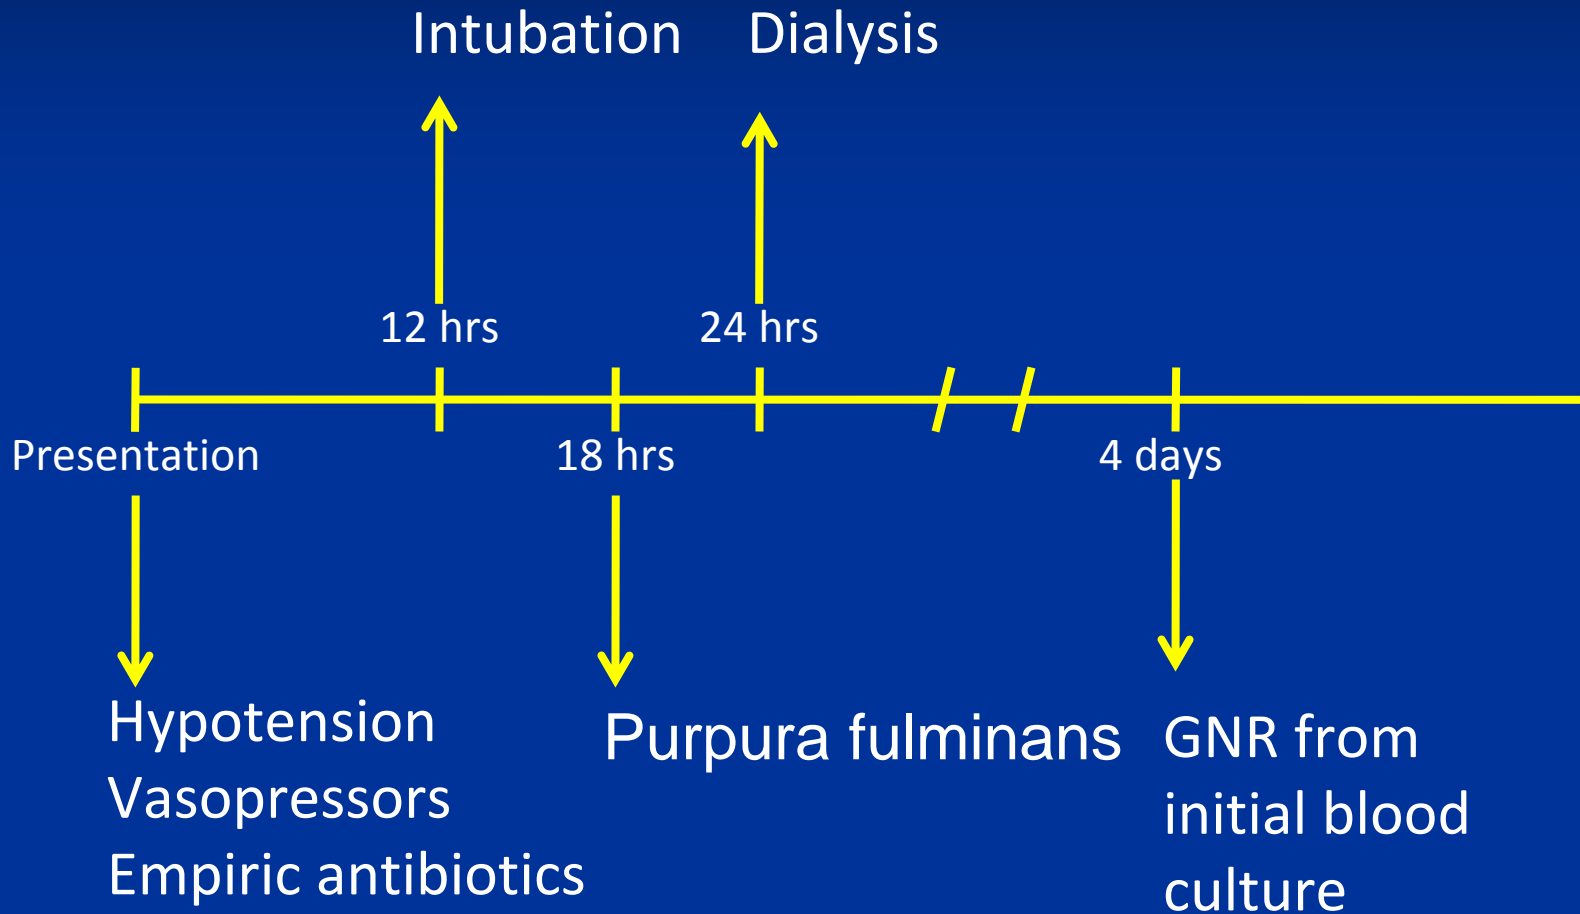 Intubation
Dialysis
12 hrs
24 hrs
Presentation
18 hrs
4 days
Hypotension
Vasopressors
Empiric antibiotics
Purpura fulminans
GNR from
initial blood
culture